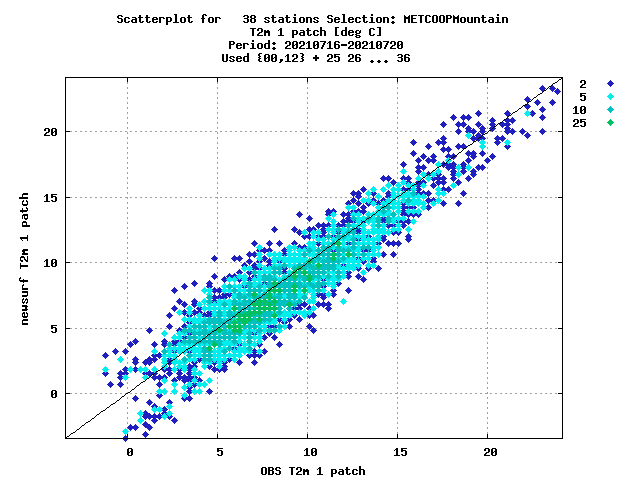 Scatterplot for 38 stations Selection: METCOOPMountain
T2m 1 patch [deg C]
Period: 20210716-20210720
Used {00,12} + 25 26 ... 36
2
5
10
25
20
15
10
5
0
newsurf T2m 1 patch
0 5 10 15 20
OBS T2m 1 patch